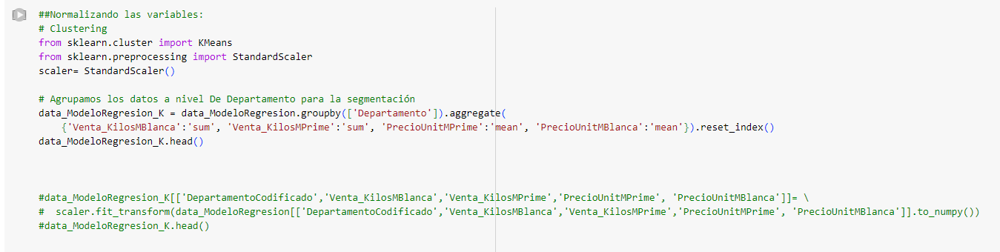 ##Normalizando las variables:
# Clustering
from sklearn.cluster import KMeans
from sklearn.preprocessing import StandardScaler
scaler= StandardScaler()
# Agrupamos los datos a nivel De Departamento para la segmentación
data_ModeloRegresion_K = data_ModeloRegresion.groupby(['Departamento']).aggregate(
    {'Venta_KilosMBlanca':'sum', 'Venta_KilosMPrime':'sum', 'PrecioUnitMPrime':'mean', 'PrecioUnitMBlanca':'mean'}).reset_index()
data_ModeloRegresion_K.head()
#data_ModeloRegresion_K[['DepartamentoCodificado','Venta_KilosMBlanca','Venta_KilosMPrime','PrecioUnitMPrime', 'PrecioUnitMBlanca']]= \
#  scaler.fit_transform(data_ModeloRegresion[['DepartamentoCodificado','Venta_KilosMBlanca','Venta_KilosMPrime','PrecioUnitMPrime', 'PrecioUnitMBlanca']].to_numpy())
#data_ModeloRegresion_K.head()